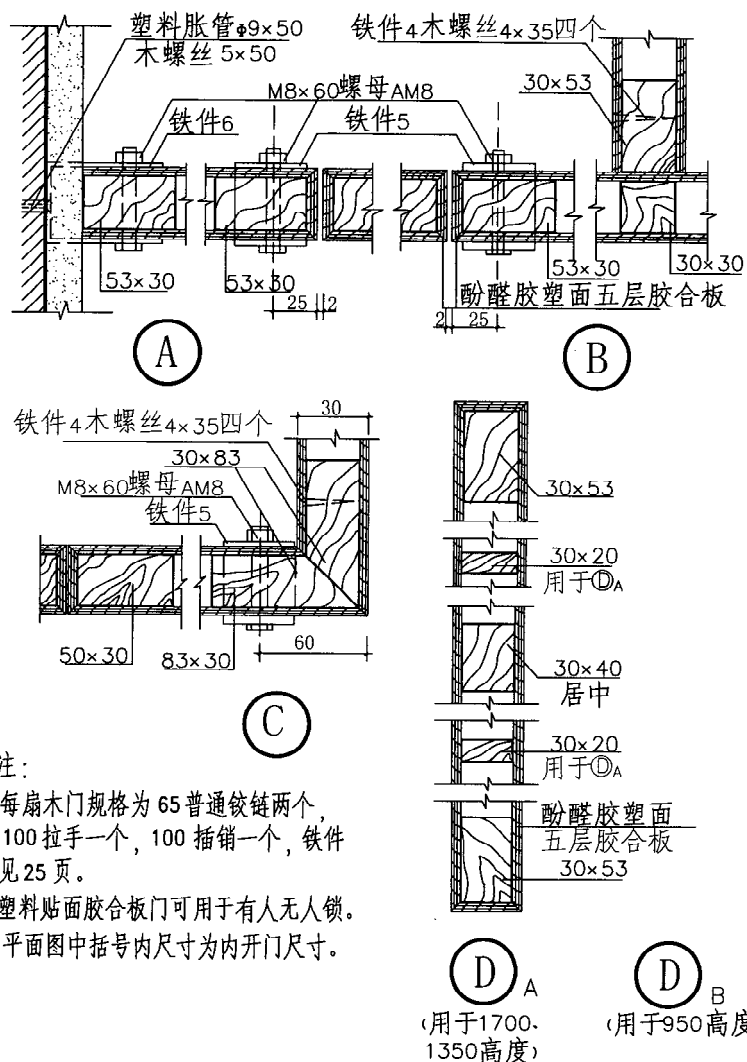 塑料胀管φ9×50
木螺丝 5×50
铁件4木螺丝4×35四个
M8×60螺母AM8
30×53
铁件6
铁件5
53×30
53×30
53×30
30×30
25
2
酚醛胶塑面五层胶合板
2
25
A
B
30
铁件4木螺丝4×35四个
30×83
M8×60螺母AM8
铁件5
50×30
83×30
60
C
30×53
30×20
用于ⒹA
30×40
居中
30×20
用于ⒹA
酚醛胶塑面
五层胶合板
30×53
注:
每扇木门规格为65普通铰链两个,
100拉手一个, 100 插销一个, 铁件
见25页。
塑料贴面胶合板门可用于有人无人锁。
平面图中括号内尺寸为内开门尺寸。
D A
(用于1700、
1350高度)
D B
(用于950高度